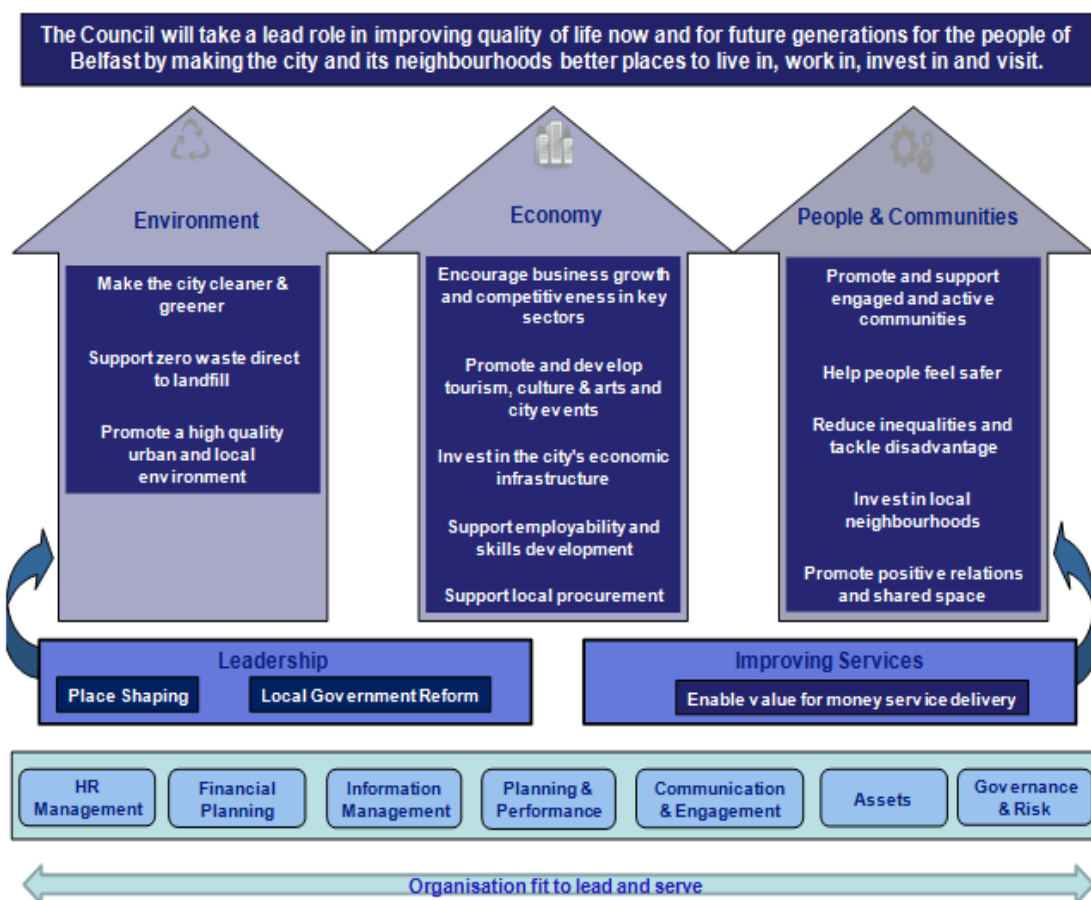 The Council will take a lead role in improving quality of life now and for future generations for the people of
Belfast by making the city and its neighbourhoods better places to live in, work in, invest in and visit.
Environment
Make the city cleaner &
greener
Support zero waste direct
to landfill
Promote a high quality
urban and local
environment
Economy
Encourage business growth
and competitiveness in key
sectors
Promote and develop
tourism, culture & arts and
city events
Invest in the city's economic
infrastructure
Support employability and
skills development
Support local procurement
People & Communities
Promote and support
engaged and active
communities
Help people feel safer
Reduce inequalities and
tackle disadvantage
Invest in local
neighbourhoods
Promote positive relations
and shared space
Leadership
Place Shaping
Local Government Reform
Improving Services
Enable value for money service delivery
HR
Management
Financial
Planning
Information
Management
Planning &
Performance
Communication
& Engagement
Assets
Governance
& Risk
Organisation fit to lead and serve